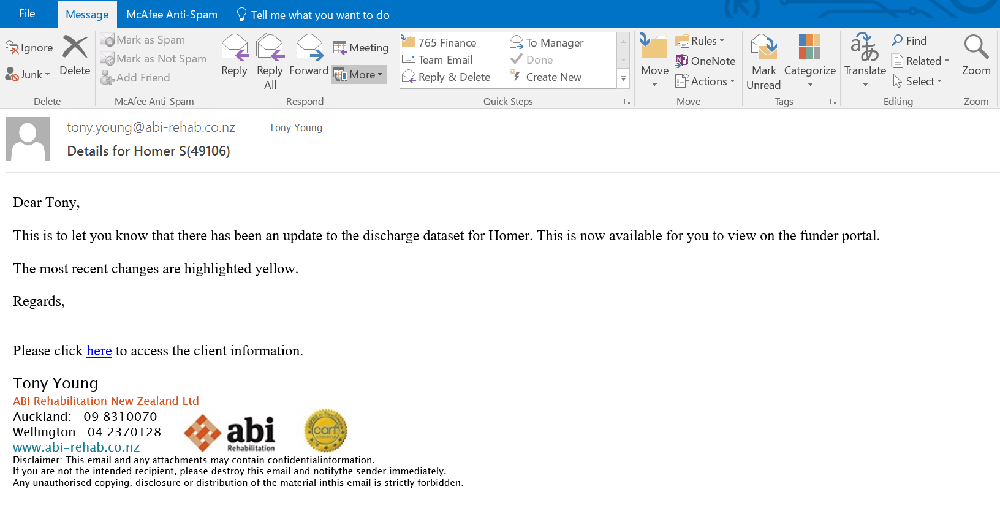 File Message McAfee Anti-Spam Tell me what you want to do
Ignore
Junk
Delete
Delete
Mark as Spam
Mark as Not Spam
Add Friend
McAfee Anti-Spam
Reply
Reply All
Forward
Meeting
More
Respond
765 Finance
Team Email
Reply & Delete
To Manager
Done
Create New
Quick Steps
Move
Rules
OneNote
Actions
Move
Mark Unread
Categorize
Tags
Translate
Find
Related
Select
Editing
Zoom
Zoom
tony.young@abi-rehab.co.nz Tony Young
Details for Homer S(49106)
Dear Tony,
This is to let you know that there has been an update to the discharge dataset for Homer. This is now available for you to view on the funder portal.
The most recent changes are highlighted yellow.
Regards,
Please click here to access the client information.
Tony Young
ABI Rehabilitation New Zealand Ltd
Auckland: 09 8310070
Wellington: 04 2370128
www.abi-rehab.co.nz
abi
Rehabilitation
carf
Disclaimer: This email and any attachments may contain confidentialinformation.
If you are not the intended recipient, please destroy this email and notifythe sender immediately.
Any unauthorised copying, disclosure or distribution of the material inthis email is strictly forbidden.